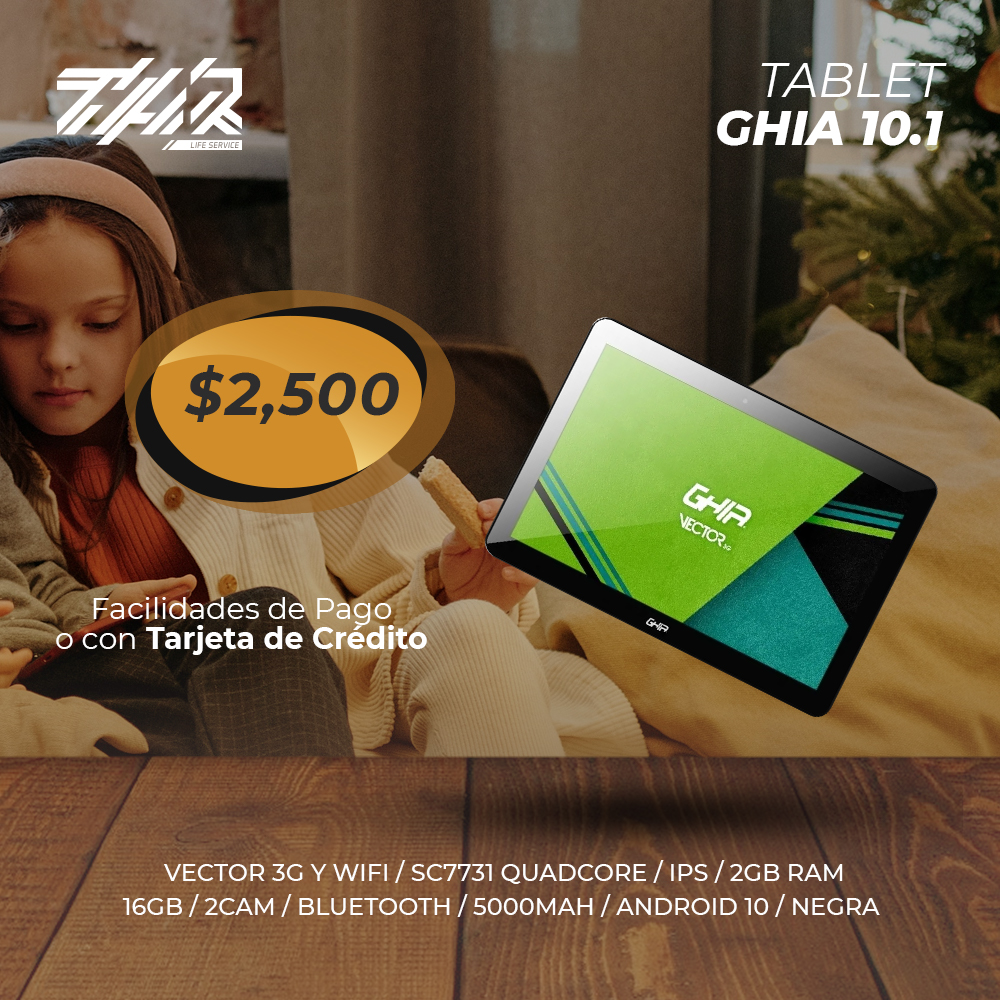 THR
LIFE SERVICE
TABLET
GHIA 10.1
$2,500
GHIA
VECTOR 3G
GHIA
Facilidades de Pago
o con Tarjeta de Crédito
VECTOR 3G Y WIFI / SC7731 QUADCORE / IPS / 2GB RAM
16GB / 2CAM / BLUETOOTH / 5000MAH / ANDROID 10 / NEGRA